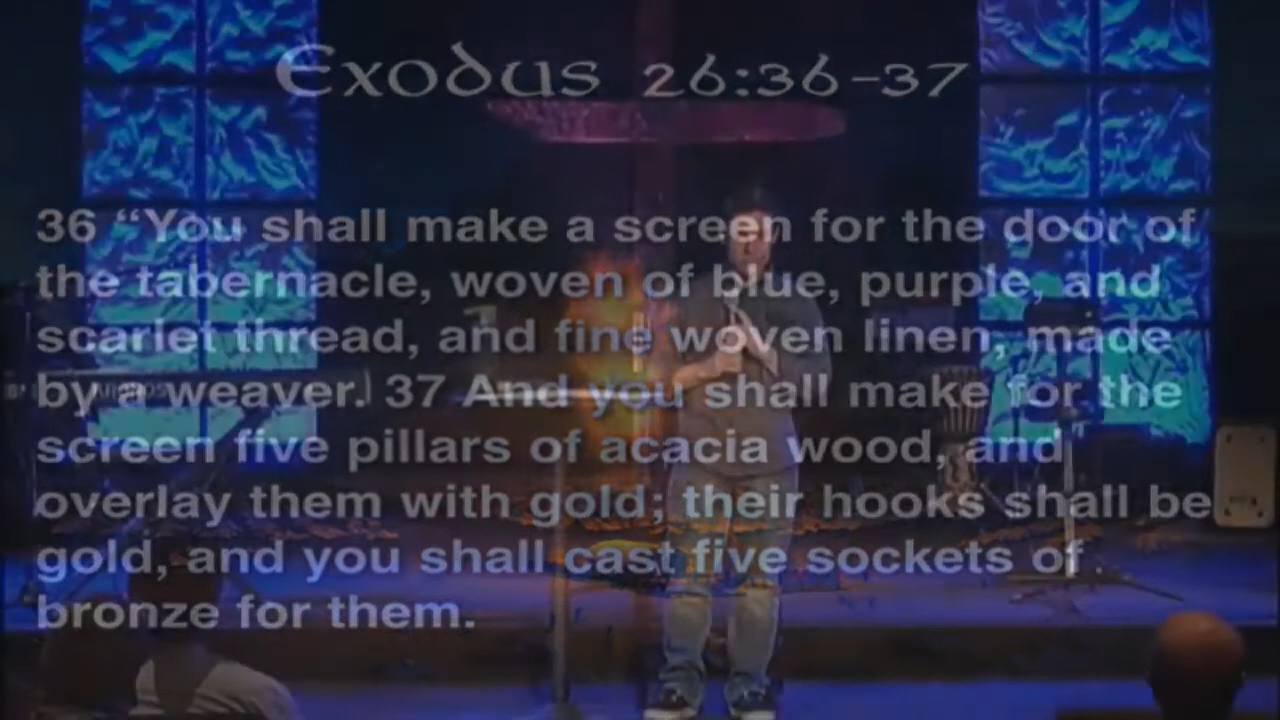 Exodus 26:36-37
36 “You shall make a screen for the door of
the tabernacle, woven of blue, purple, and
scarlet thread, and fine woven linen, made
by a weaver. 37 And you shall make for the
screen five pillars of acacia wood, and
overlay them with gold; their hooks shall be
gold, and you shall cast five sockets of
bronze for them.